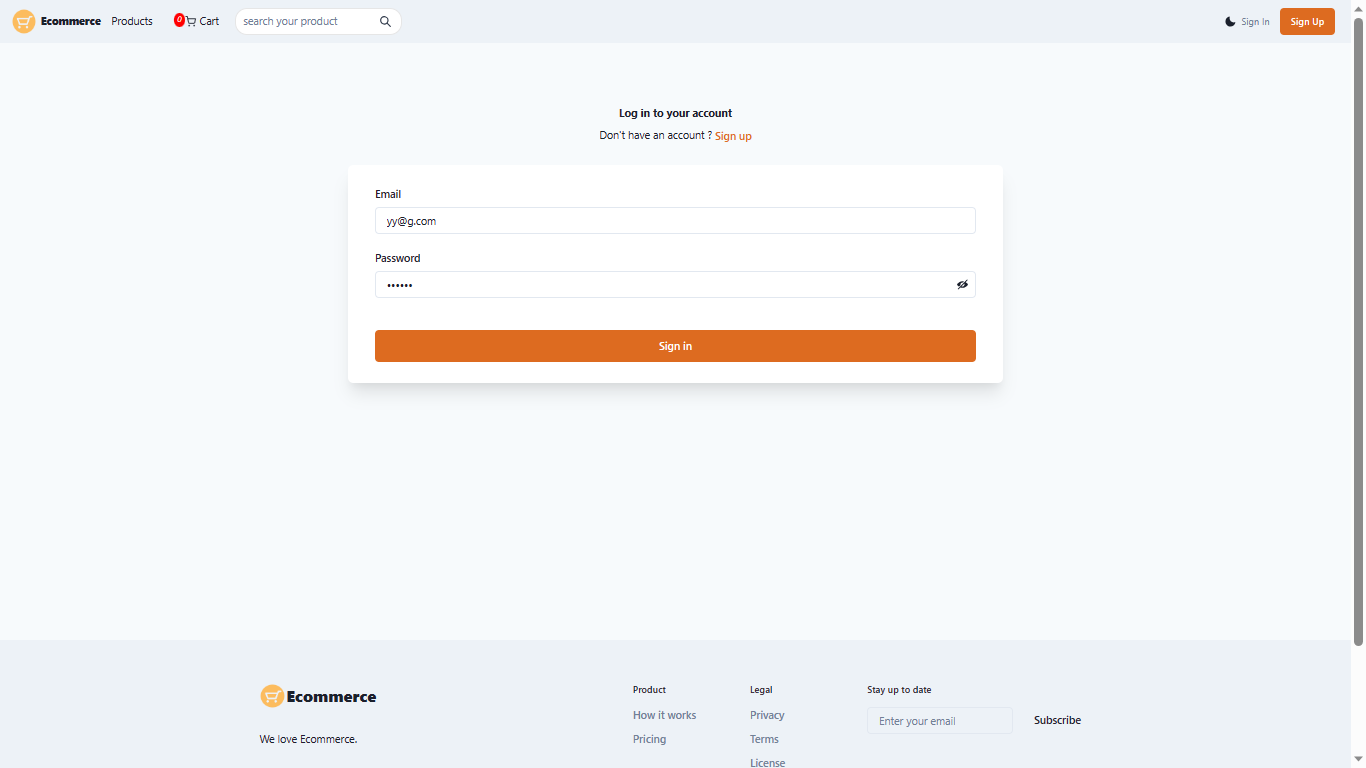 Ecommerce Products 0 Cart search your product Sign In Sign Up
Log in to your account
Don't have an account ? Sign up
Email
yy@g.com
Password
••••••
Sign in
Ecommerce
We love Ecommerce.
Product
How it works
Pricing
Legal
Privacy
Terms
License
Stay up to date
Enter your email Subscribe